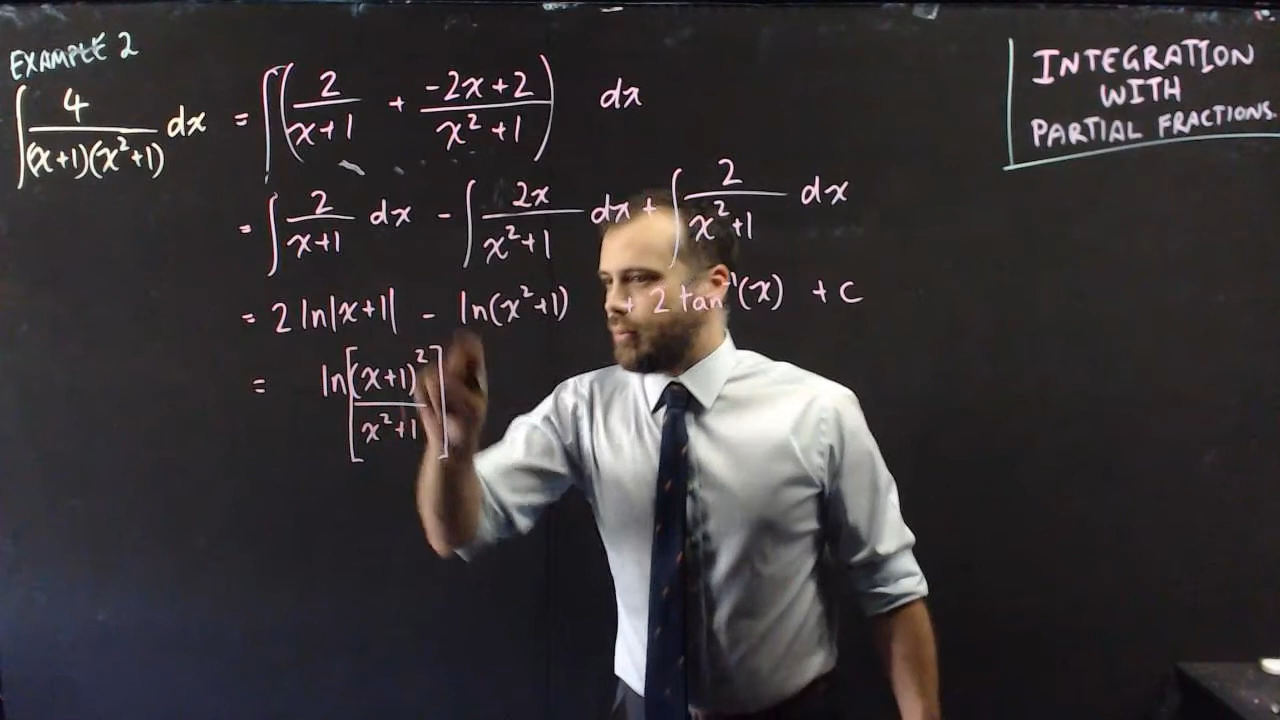 EXAMPLE 2
∫ 4/((x+1)(x²+1)) dx = ∫ (2/(x+1) + (-2x+2)/(x²+1)) dx
= ∫ 2/(x+1) dx - ∫ 2x/(x²+1) dx + ∫ 2/(x²+1) dx
= 2 ln|x+1| - ln(x²+1) + 2 tan⁻¹(x) + c
= ln[(x+1)²/(x²+1)]
INTEGRATION
WITH
PARTIAL FRACTIONS.